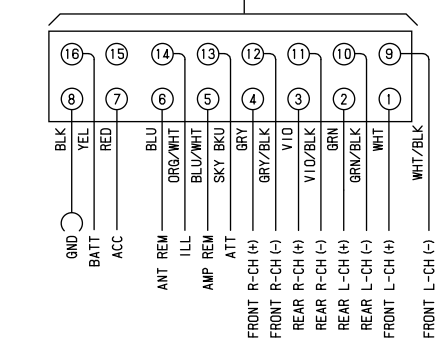 16 15 14 13 12 11 10 9
8 7 6 5 4 3 2 1
BLK
YEL
RED
BLU
ORG/WHT
BLU/WHT
SKY BKU
GRY
GRY/BLK
VIO
VIO/BLK
GRN
GRN/BLK
WHT
WHT/BLK
GND
BATT
ACC
ANT REM
ILL
AMP REM
ATT
FRONT R-CH (+)
FRONT R-CH (-)
REAR R-CH (+)
REAR R-CH (-)
REAR L-CH (+)
REAR L-CH (-)
FRONT L-CH (+)
FRONT L-CH (-)